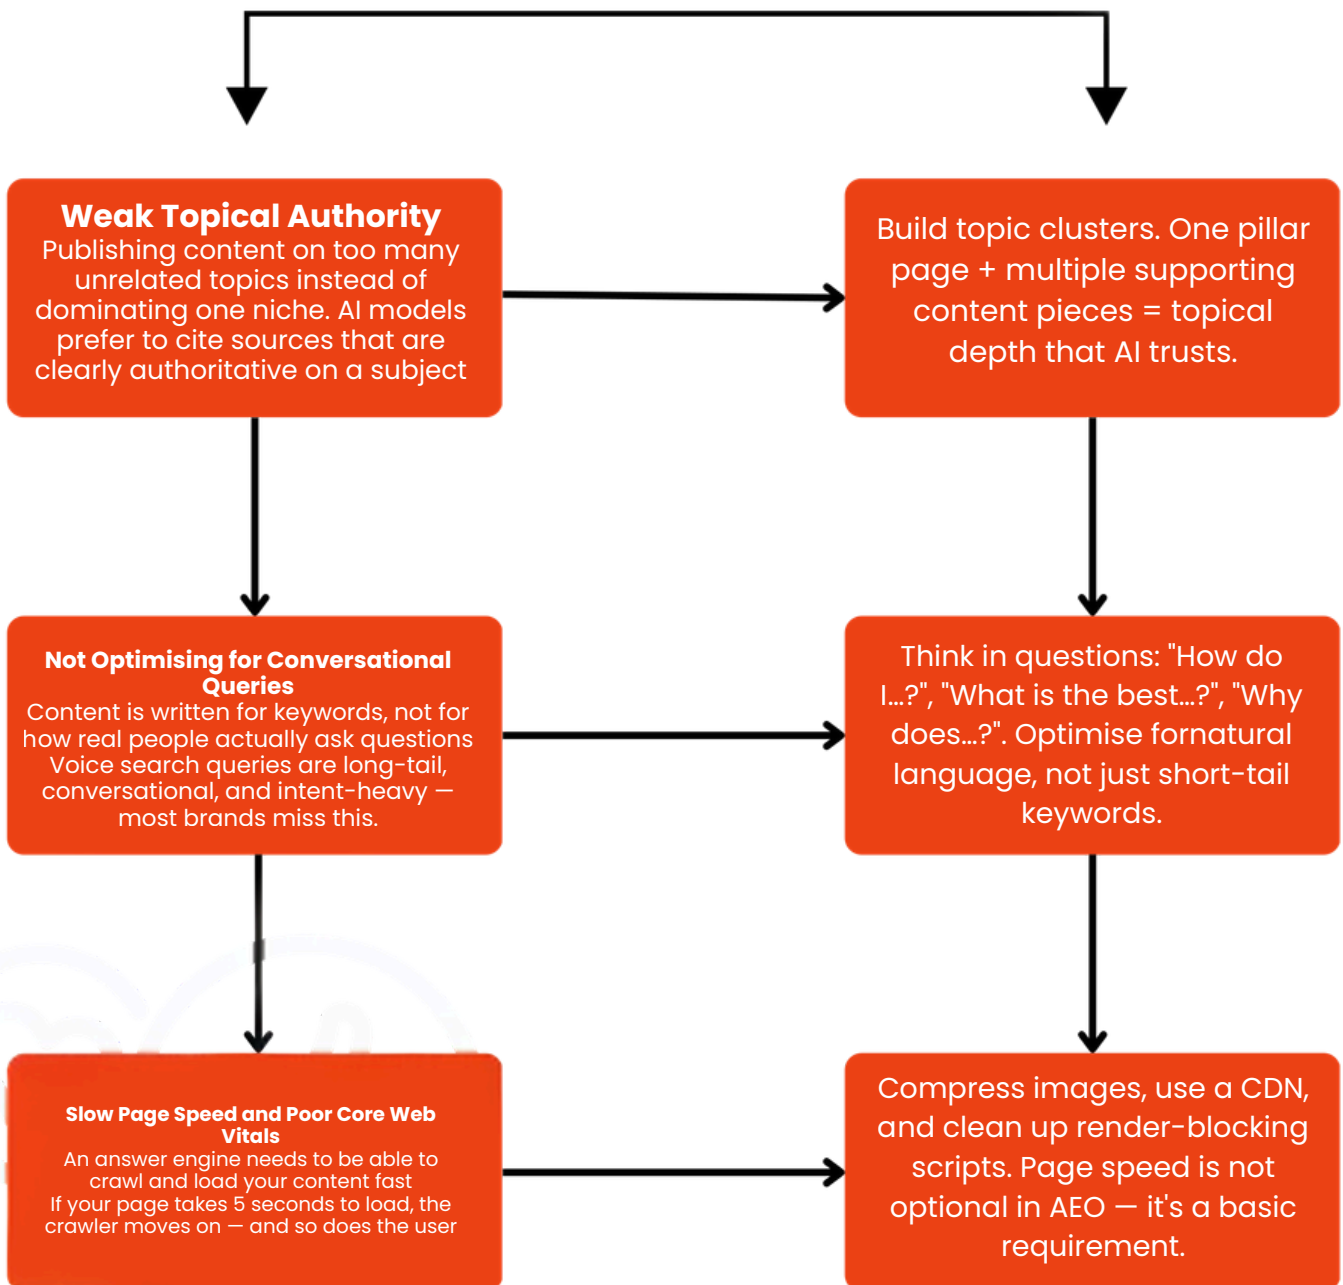 Weak Topical Authority
Publishing content on too many
unrelated topics instead of
dominating one niche. AI models
prefer to cite sources that are
clearly authoritative on a subject
Build topic clusters. One pillar
page + multiple supporting
content pieces = topical
depth that AI trusts.
Not Optimising for Conversational
Queries
Content is written for keywords, not for
how real people actually ask questions
Voice search queries are long-tail,
conversational, and intent-heavy —
most brands miss this.
Think in questions: "How do
I...?", "What is the best...?", "Why
does...?". Optimise fornatural
language, not just short-tail
keywords.
Slow Page Speed and Poor Core Web
Vitals
An answer engine needs to be able to
crawl and load your content fast
If your page takes 5 seconds to load, the
crawler moves on — and so does the user
Compress images, use a CDN,
and clean up render-blocking
scripts. Page speed is not
optional in AEO — it's a basic
requirement.